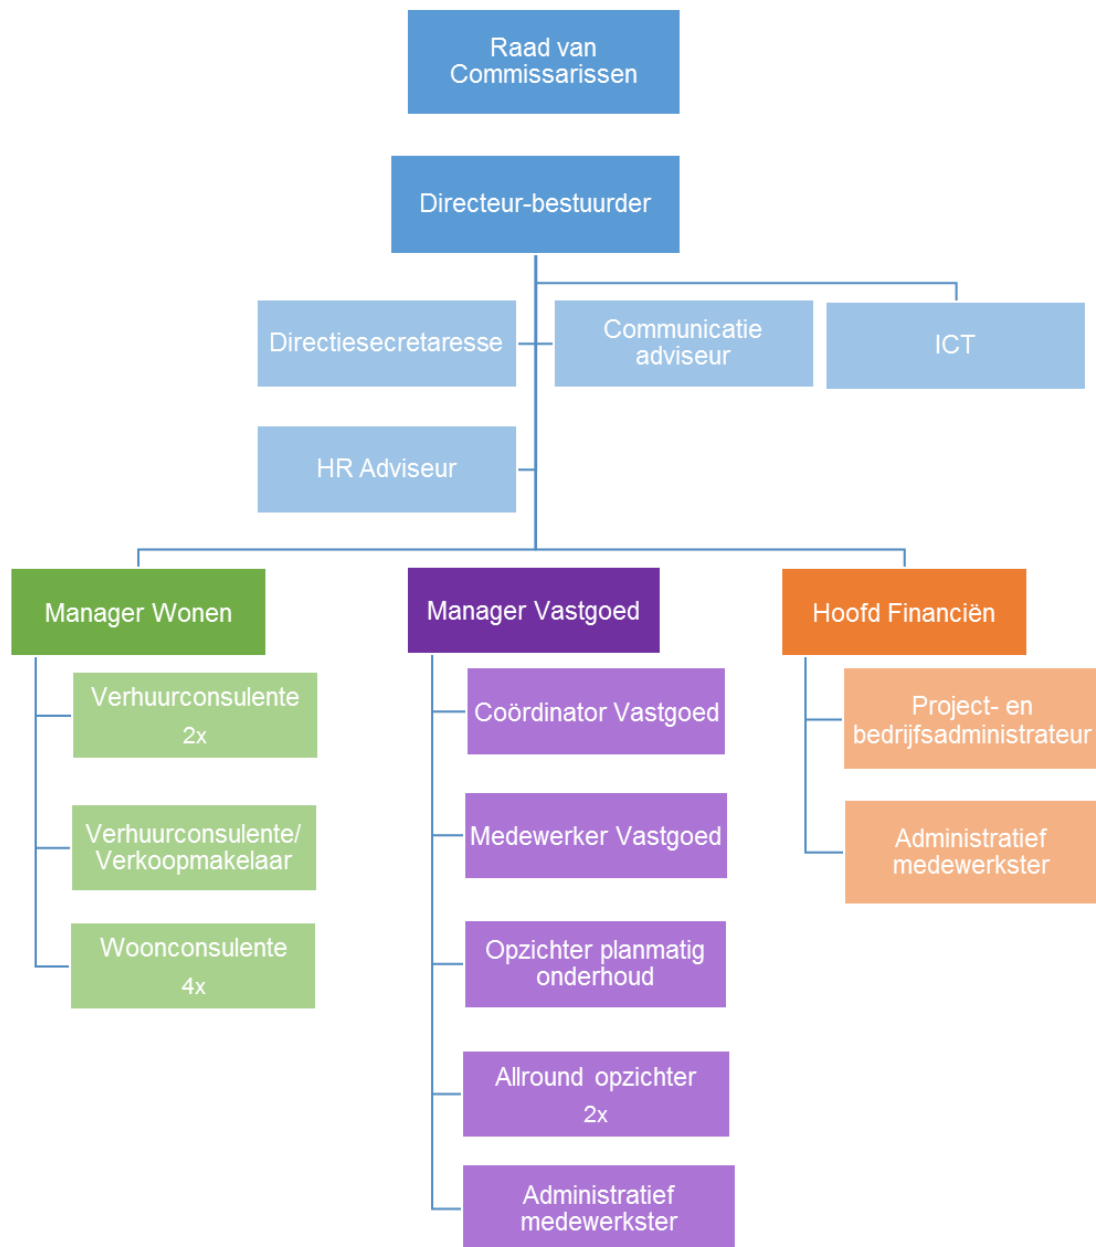 Raad van
Commissarissen
Directeur-bestuurder
Directiesecretaresse
Communicatie
adviseur
ICT
HR Adviseur
Manager Wonen
Manager Vastgoed
Hoofd Financiën
Verhuurconsulente
2x
Verhuurconsulente/
Verkoopmakelaar
Woonconsulente
4x
Coördinator Vastgoed
Medewerker Vastgoed
Opzichter planmatig
onderhoud
Allround opzichter
2x
Administratief
medewerkster
Project- en
bedrijfsadministrateur
Administratief
medewerkster